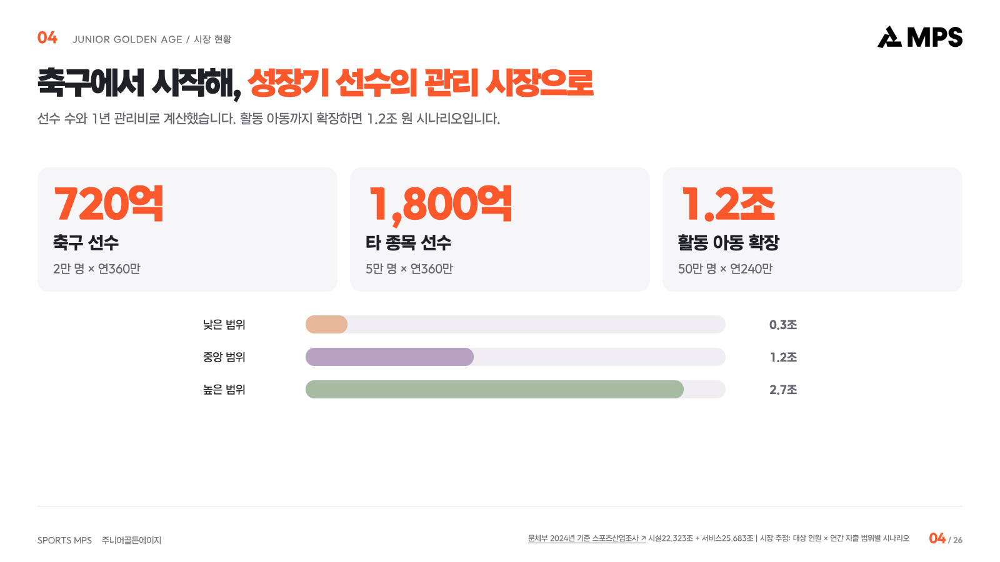 04 JUNIOR GOLDEN AGE / 시장 현황
MPS
축구에서 시작해, 성장기 선수의 관리 시장으로
선수 수와 1년 관리비로 계산했습니다. 활동 아동까지 확장하면 1.2조 원 시나리오입니다.
720억
축구 선수
2만 명 × 연360만
1,800억
타 종목 선수
5만 명 × 연360만
1.2조
활동 아동 확장
50만 명 × 연240만
낮은 범위 0.3조
중앙 범위 1.2조
높은 범위 2.7조
SPORTS MPS 주니어골든에이지
문체부 2024년 기준 스포츠산업조사 ↗ 시설22.323조 + 서비스25.683조 | 시장 추정: 대상 인원 × 연간 지출 범위별 시나리오
04 / 26